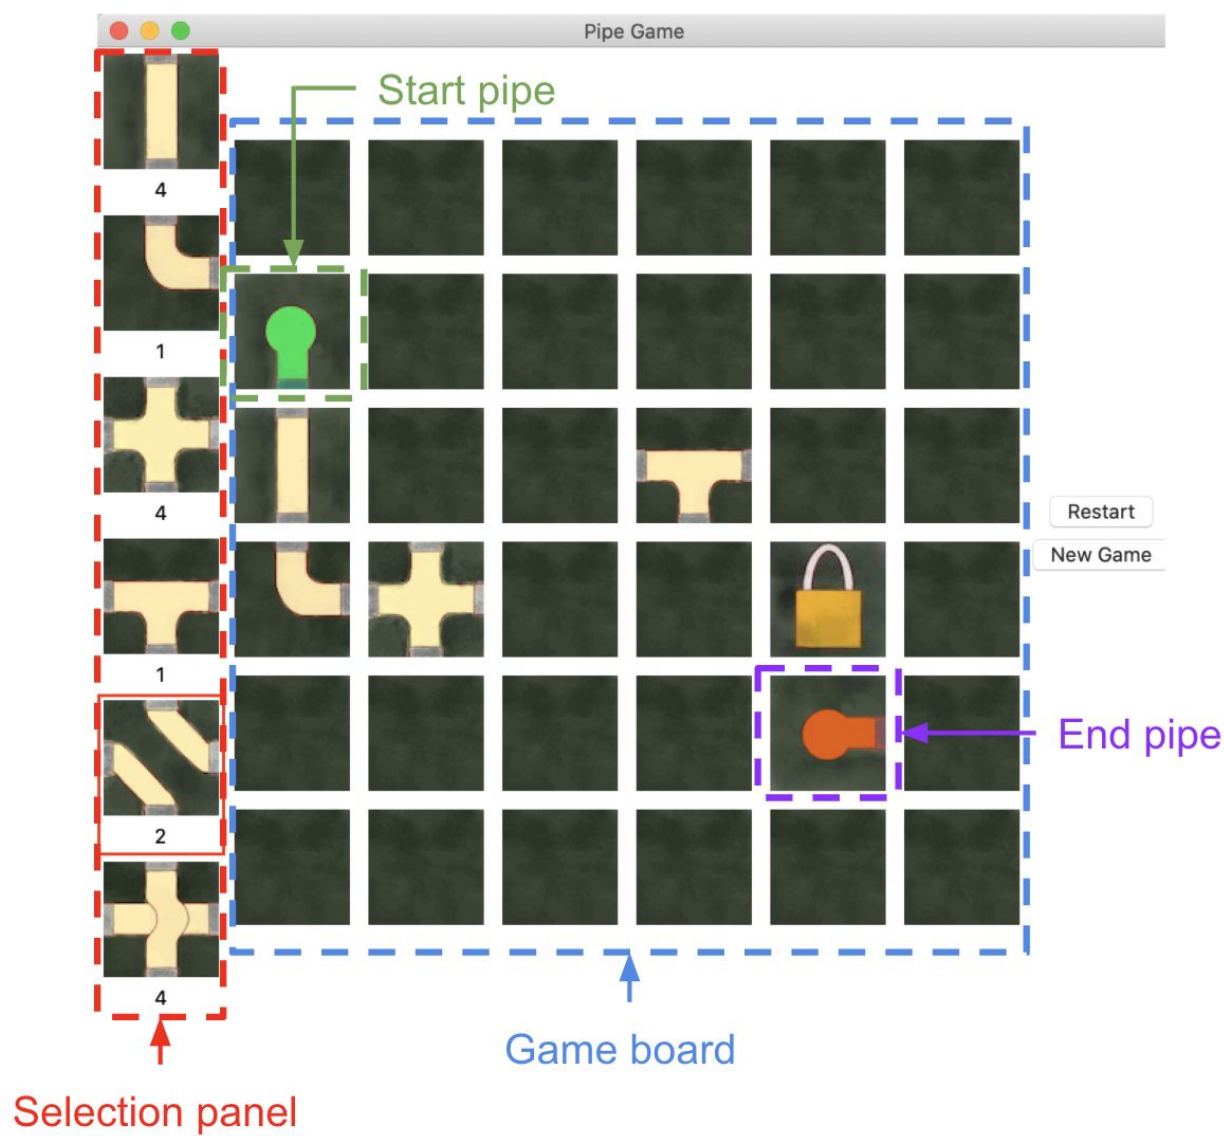 Pipe Game
Start pipe
4
1
4
Restart
New Game
1
End pipe
2
4
Game board
Selection panel